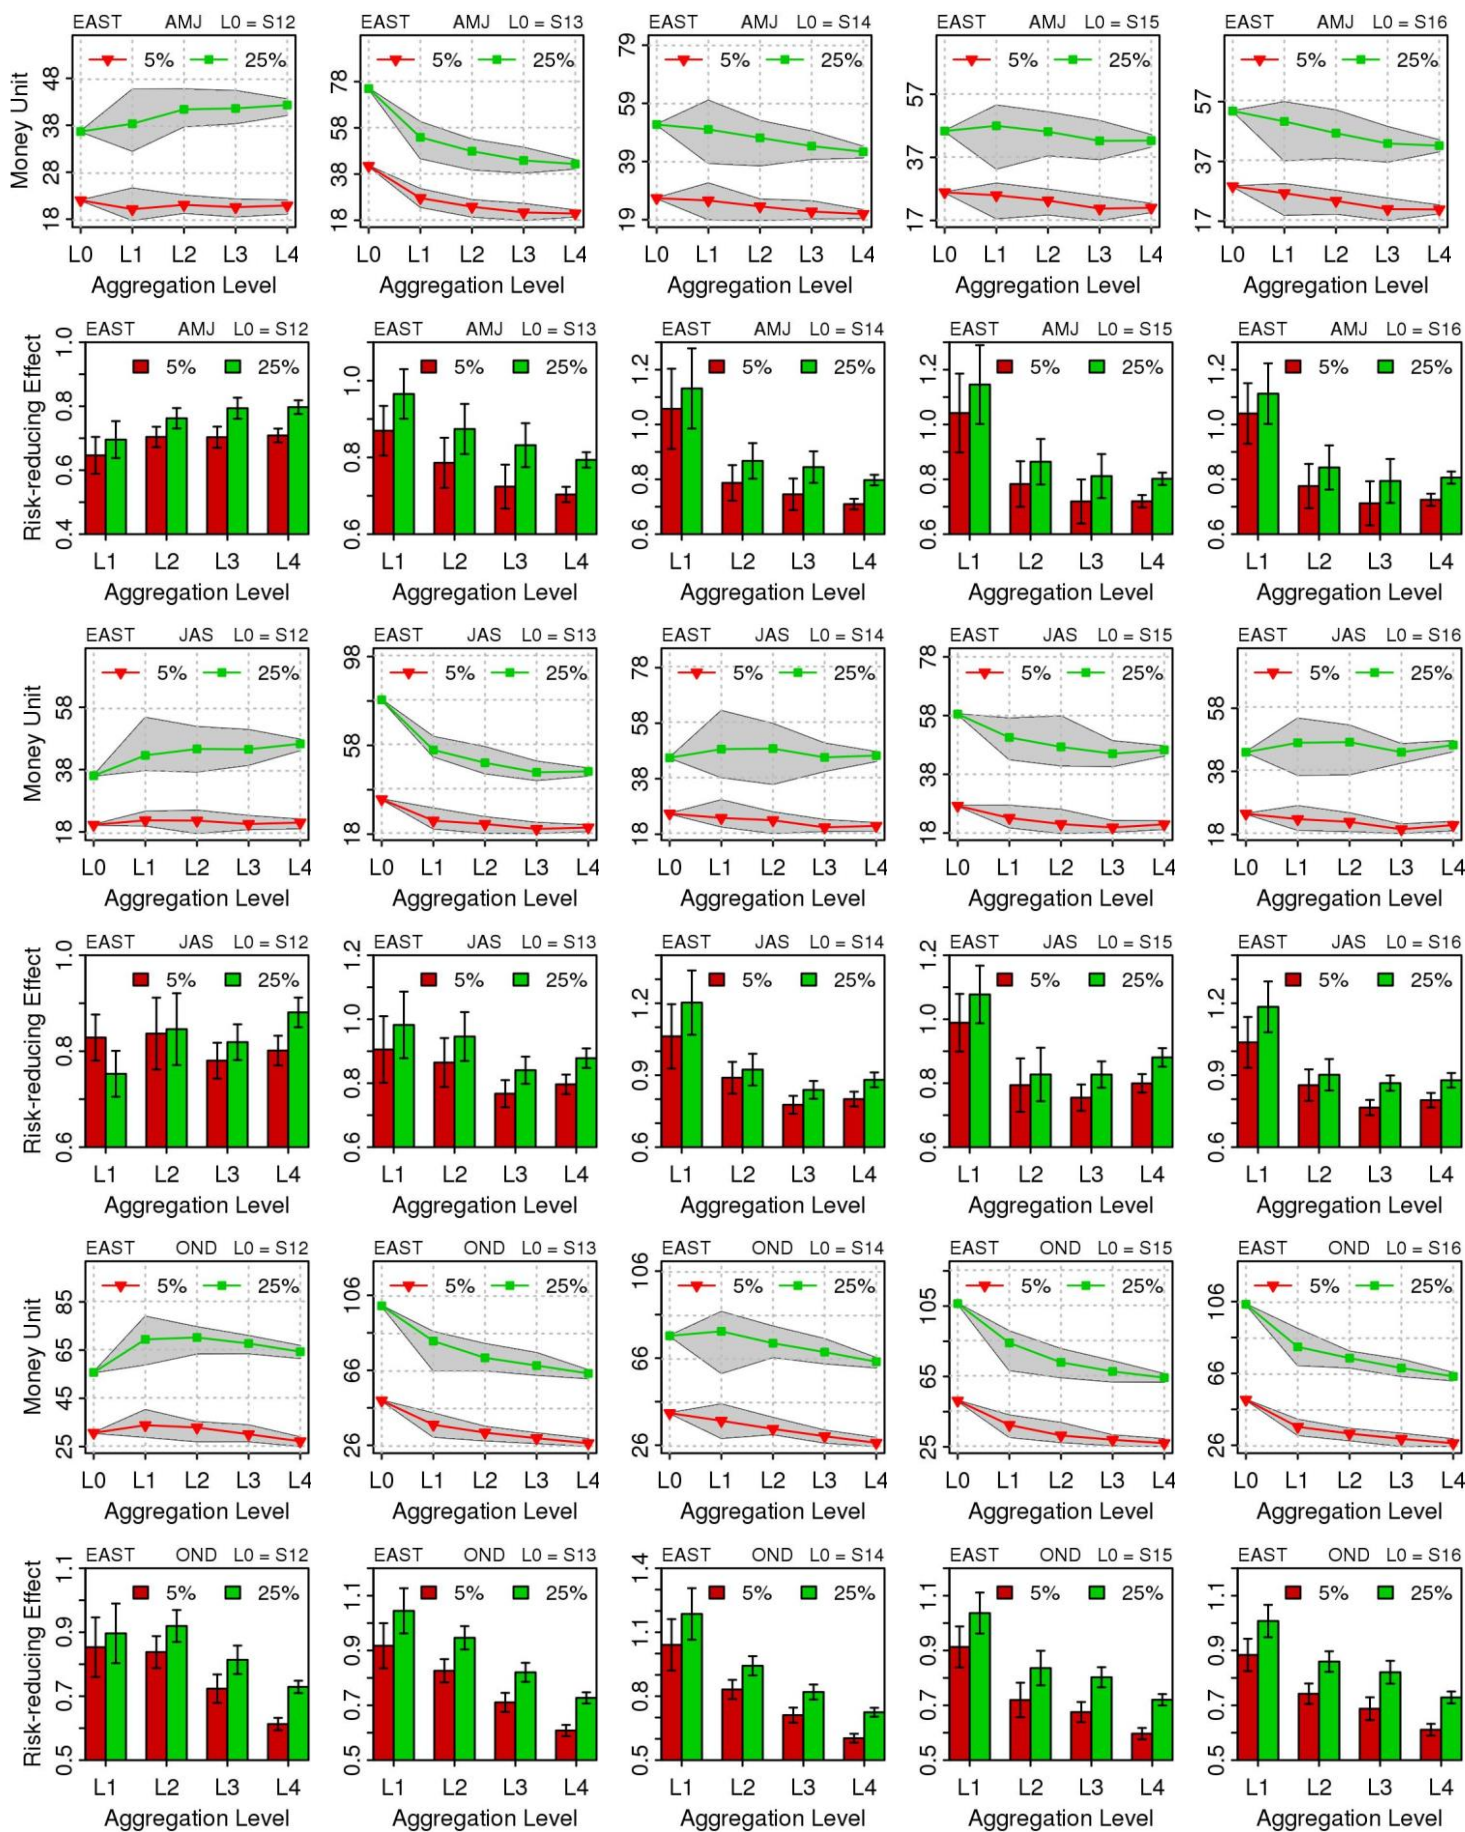 EAST AMJ L0 = S12 EAST AMJ L0 = S13 EAST AMJ L0 = S14 EAST AMJ L0 = S15 EAST AMJ L0 = S16
5% 25% 5% 25% 5% 25% 5% 25% 5% 25%
Money Unit
48 38 28 18
78 58 38 18
79 59 39 19
57 37 17
57 37 17
L0 L1 L2 L3 L4 L0 L1 L2 L3 L4 L0 L1 L2 L3 L4 L0 L1 L2 L3 L4 L0 L1 L2 L3 L4
Aggregation Level Aggregation Level Aggregation Level Aggregation Level Aggregation Level
EAST AMJ L0 = S12 EAST AMJ L0 = S13 EAST AMJ L0 = S14 EAST AMJ L0 = S15 EAST AMJ L0 = S16
5% 25% 5% 25% 5% 25% 5% 25% 5% 25%
Risk-reducing Effect
1.0 0.8 0.6 0.4
1.0 0.8 0.6
1.2 1.0 0.8 0.6
1.2 1.0 0.8 0.6
1.2 1.0 0.8 0.6
L1 L2 L3 L4 L1 L2 L3 L4 L1 L2 L3 L4 L1 L2 L3 L4 L1 L2 L3 L4
Aggregation Level Aggregation Level Aggregation Level Aggregation Level Aggregation Level
EAST JAS L0 = S12 EAST JAS L0 = S13 EAST JAS L0 = S14 EAST JAS L0 = S15 EAST JAS L0 = S16
5% 25% 5% 25% 5% 25% 5% 25% 5% 25%
Money Unit
58 38 18
98 58 18
78 58 38 18
78 58 38 18
58 38 18
L0 L1 L2 L3 L4 L0 L1 L2 L3 L4 L0 L1 L2 L3 L4 L0 L1 L2 L3 L4 L0 L1 L2 L3 L4
Aggregation Level Aggregation Level Aggregation Level Aggregation Level Aggregation Level
EAST JAS L0 = S12 EAST JAS L0 = S13 EAST JAS L0 = S14 EAST JAS L0 = S15 EAST JAS L0 = S16
5% 25% 5% 25% 5% 25% 5% 25% 5% 25%
Risk-reducing Effect
1.0 0.8 0.6
1.2 1.0 0.8 0.6
1.2 0.9 0.6
1.2 1.0 0.8 0.6
1.2 0.9 0.6
L1 L2 L3 L4 L1 L2 L3 L4 L1 L2 L3 L4 L1 L2 L3 L4 L1 L2 L3 L4
Aggregation Level Aggregation Level Aggregation Level Aggregation Level Aggregation Level
EAST OND L0 = S12 EAST OND L0 = S13 EAST OND L0 = S14 EAST OND L0 = S15 EAST OND L0 = S16
5% 25% 5% 25% 5% 25% 5% 25% 5% 25%
Money Unit
85 65 45 25
106 66 26
106 66 26
105 65 25
106 66 26
L0 L1 L2 L3 L4 L0 L1 L2 L3 L4 L0 L1 L2 L3 L4 L0 L1 L2 L3 L4 L0 L1 L2 L3 L4
Aggregation Level Aggregation Level Aggregation Level Aggregation Level Aggregation Level
EAST OND L0 = S12 EAST OND L0 = S13 EAST OND L0 = S14 EAST OND L0 = S15 EAST OND L0 = S16
5% 25% 5% 25% 5% 25% 5% 25% 5% 25%
Risk-reducing Effect
1.1 0.9 0.7 0.5
1.1 0.9 0.7 0.5
1.4 1.1 0.8 0.5
1.1 0.9 0.7 0.5
1.1 0.9 0.7 0.5
L1 L2 L3 L4 L1 L2 L3 L4 L1 L2 L3 L4 L1 L2 L3 L4 L1 L2 L3 L4
Aggregation Level Aggregation Level Aggregation Level Aggregation Level Aggregation Level